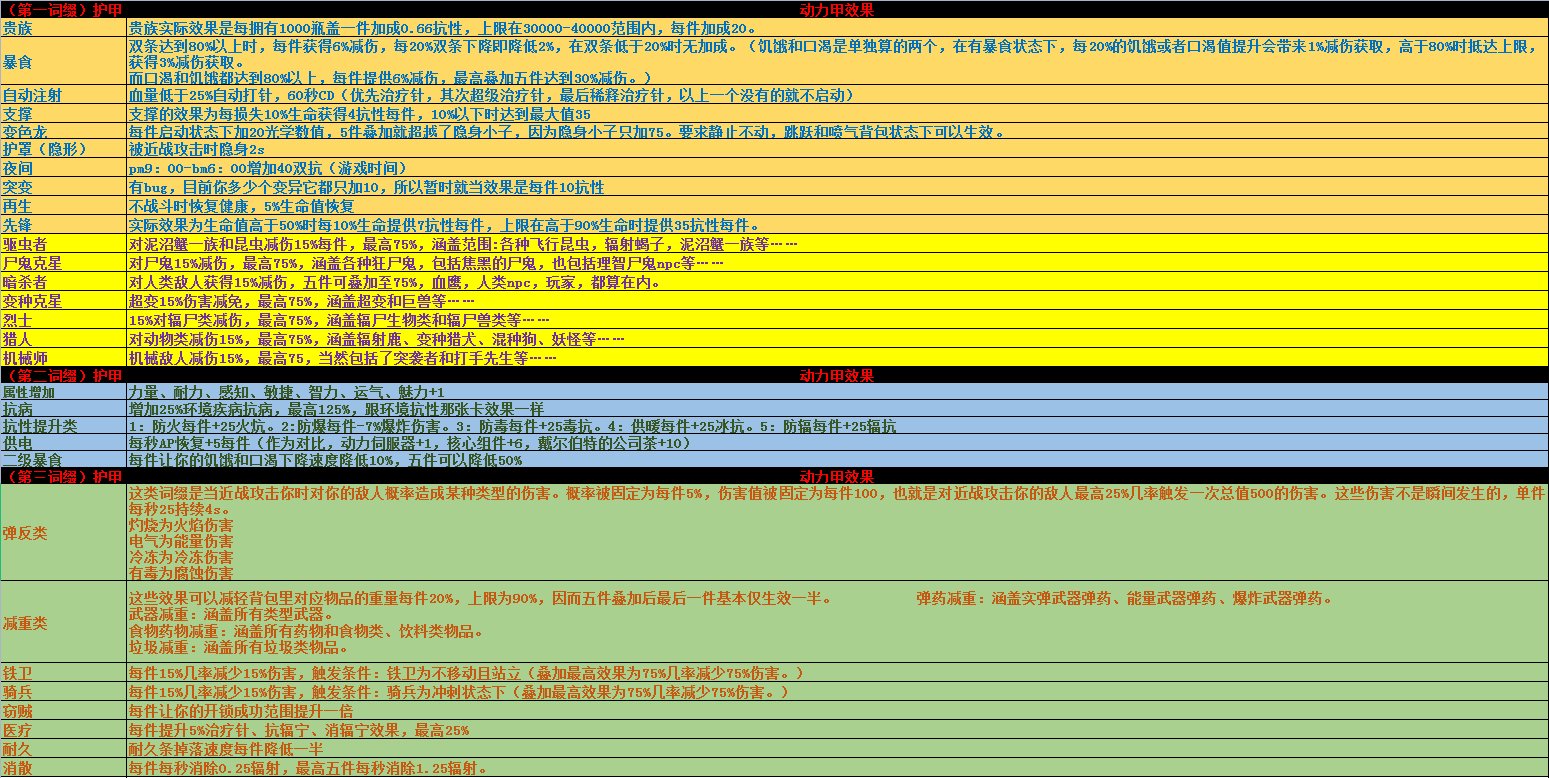 （第一词缀）护甲 动力甲效果
贵族 贵族实际效果是每拥有1000瓶盖一件加成0.66抗性，上限在30000-40000范围内，每件加成20。
暴食 双条达到80%以上时，每件获得6%减伤，每20%双条下降即降低2%，在双条低于20%时无加成。（饥饿和口渴是单独算的两个，在有暴食状态下，每20%的饥饿或者口渴值提升会带来1%减伤获取，高于80%时抵达上限，
获得3%减伤获取。
而口渴和饥饿都达到80%以上，每件提供6%减伤，最高叠加五件达到30%减伤。）
自动注射 血量低于25%自动打针，60秒CD（优先治疗针，其次超级治疗针，最后稀释治疗针，以上一个没有的就不启动）
支撑 支撑的效果为每损失10%生命获得4抗性每件，10%以下时达到最大值35
变色龙 每件启动状态下加20光学数值，5件叠加就超越了隐身小子，因为隐身小子只加75。要求静止不动，跳跃和喷气背包状态下可以生效。
护罩（隐形） 被近战攻击时隐身2s
夜间 pm9：00-bm6：00增加40双抗（游戏时间）
突变 有bug，目前你多少个变异它都只加10，所以暂时就当效果是每件10抗性
再生 不战斗时恢复健康，5%生命值恢复
先锋 实际效果为生命值高于50%时每10%生命提供7抗性每件，上限在高于90%生命时提供35抗性每件。
驱虫者 对泥沼蟹一族和昆虫减伤15%每件，最高75%，涵盖范围:各种飞行昆虫，辐射蝎子，泥沼蟹一族等……
尸鬼克星 对尸鬼15%减伤，最高75%，涵盖各种狂尸鬼，包括焦黑的尸鬼，也包括理智尸鬼npc等……
暗杀者 对人类敌人获得15%减伤，五件可叠加至75%，血鹰，人类npc，玩家，都算在内。
变种克星 超变15%伤害减免，最高75%，涵盖超变和巨兽等……
烈士 15%对辐尸类减伤，最高75%，涵盖辐尸生物类和辐尸兽类等……
猎人 对动物类减伤15%，最高75%，涵盖辐射鹿、变种猎犬、混种狗、妖怪等……
机械师 机械敌人减伤15%，最高75，当然包括了突袭者和打手先生等……
（第二词缀）护甲 动力甲效果
属性增加 力量、耐力、感知、敏捷、智力、运气、魅力+1
抗病 增加25%环境疾病抗病，最高125%，跟环境抗性那张卡效果一样
抗性提升类 1：防火每件+25火炕。2:防爆每件-7%爆炸伤害。3：防毒每件+25毒抗。4：供暖每件+25冰抗。5：防辐每件+25辐抗
供电 每秒AP恢复+5每件（作为对比，动力伺服器+1，核心组件+6，戴尔伯特的公司茶+10）
二级暴食 每件让你的饥饿和口渴下降速度降低10%，五件可以降低50%
（第三词缀）护甲 动力甲效果
弹反类 这类词缀是当近战攻击你时对你的敌人概率造成某种类型的伤害。概率被固定为每件5%，伤害值被固定为每件100，也就是对近战攻击你的敌人最高25%几率触发一次总值500的伤害。这些伤害不是瞬间发生的，单件
每秒25持续4s。
灼烧为火焰伤害
电气为能量伤害
冷冻为冷冻伤害
有毒为腐蚀伤害
减重类 这些效果可以减轻背包里对应物品的重量每件20%，上限为90%，因而五件叠加后最后一件基本仅生效一半。 弹药减重：涵盖实弹武器弹药、能量武器弹药、爆炸武器弹药。
武器减重：涵盖所有类型武器。
食物药物减重：涵盖所有药物和食物类、饮料类物品。
垃圾减重：涵盖所有垃圾类物品。
铁卫 每件15%几率减少15%伤害，触发条件：铁卫为不移动且站立（叠加最高效果为75%几率减少75%伤害。）
骑兵 每件15%几率减少15%伤害，触发条件：骑兵为冲刺状态下（叠加最高效果为75%几率减少75%伤害。）
窃贼 每件让你的开锁成功范围提升一倍
医疗 每件提升5%治疗针、抗辐宁、消辐宁效果，最高25%
耐久 耐久条掉落速度每件降低一半
消散 每件每秒消除0.25辐射，最高五件每秒消除1.25辐射。